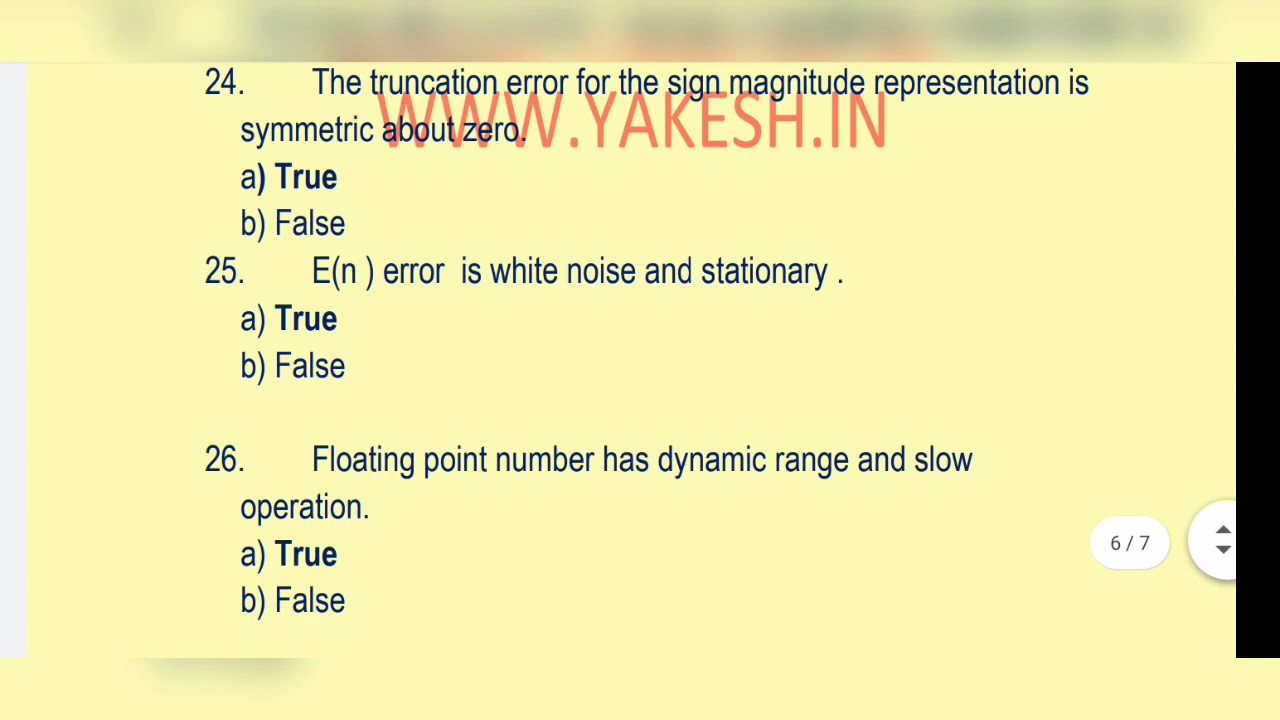 24. The truncation error for the sign magnitude representation is
symmetric about zero.
WWW.YAKESH.IN
a) True
b) False
25. E(n ) error is white noise and stationary .
a) True
b) False
26. Floating point number has dynamic range and slow
operation.
a) True
b) False
6 / 7